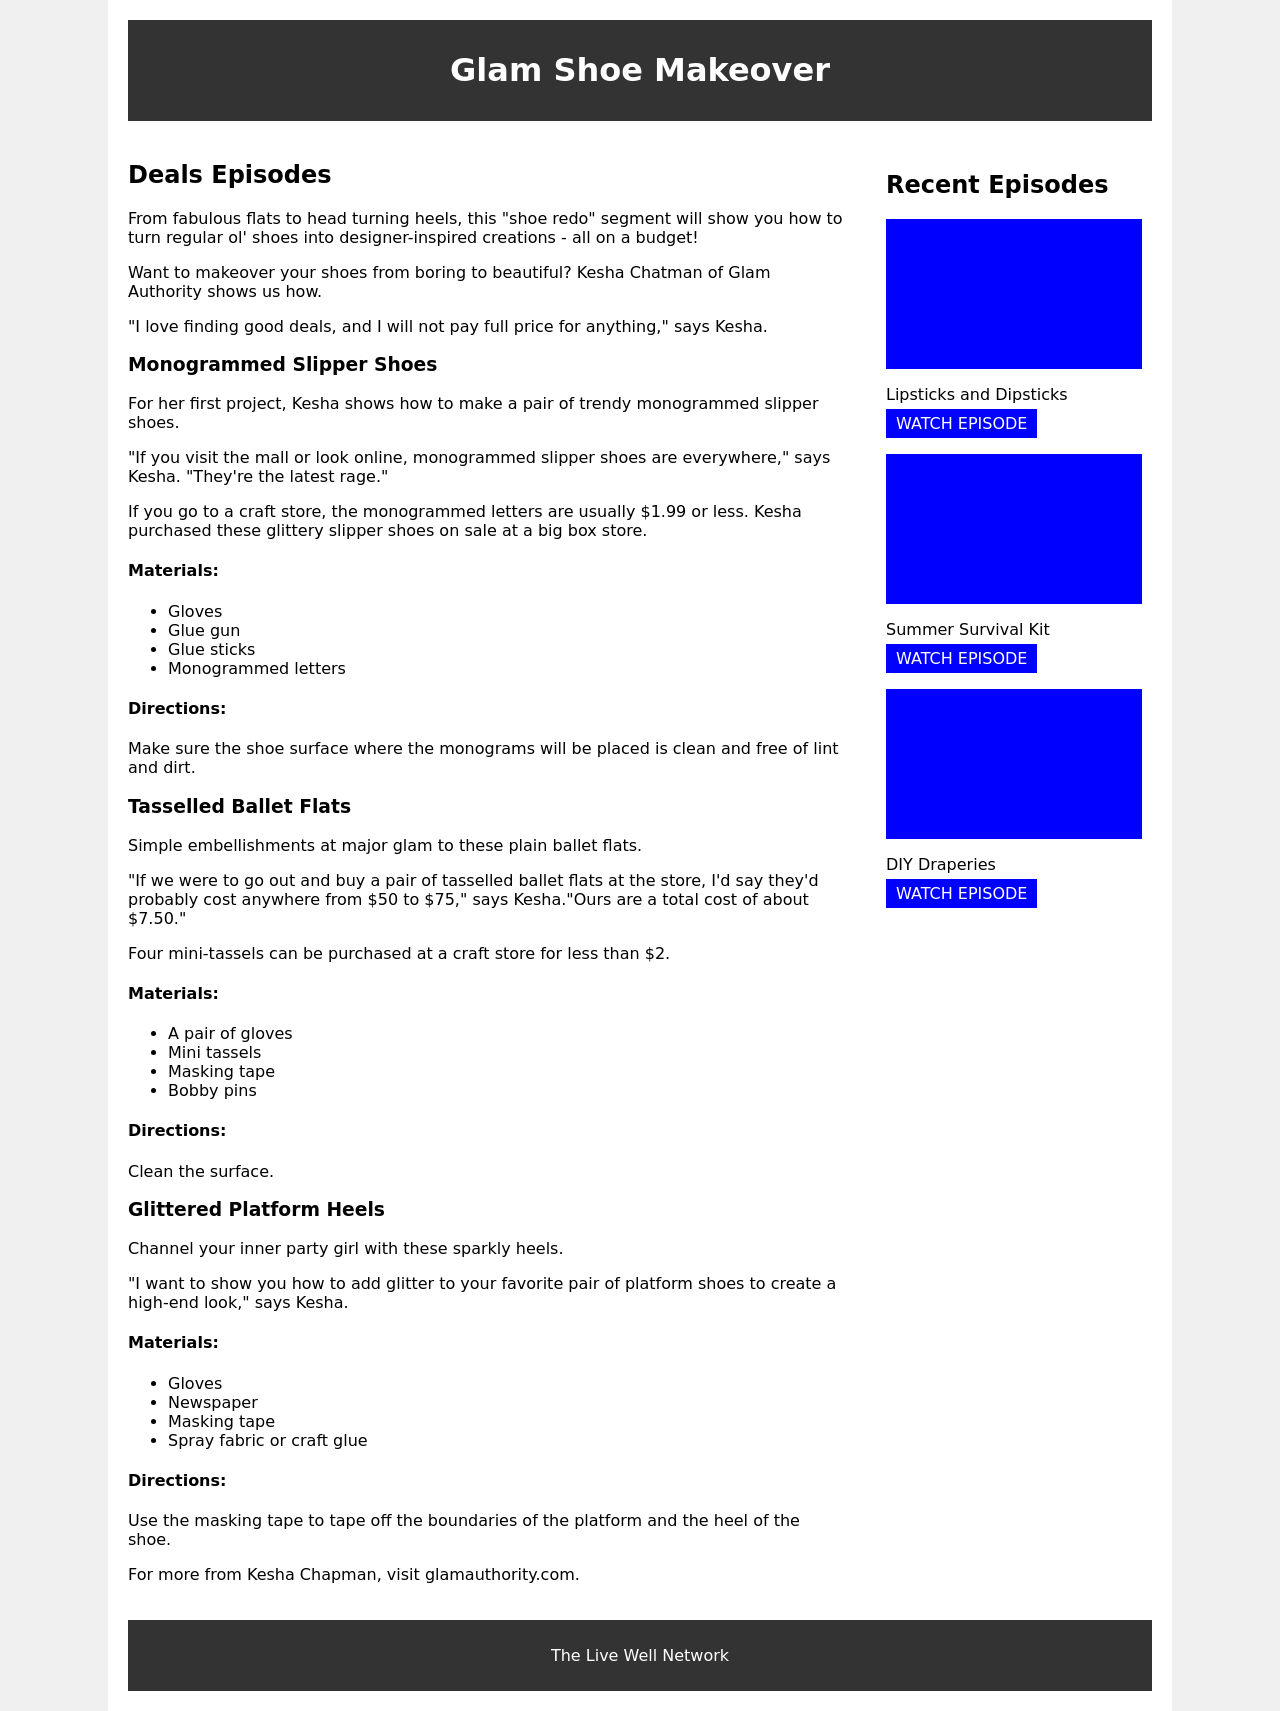 Glam Shoe Makeover
Deals Episodes
From fabulous flats to head turning heels, this "shoe redo" segment will show you how to
turn regular ol' shoes into designer-inspired creations - all on a budget!
Want to makeover your shoes from boring to beautiful? Kesha Chatman of Glam
Authority shows us how.
"I love finding good deals, and I will not pay full price for anything," says Kesha.
Monogrammed Slipper Shoes
For her first project, Kesha shows how to make a pair of trendy monogrammed slipper
shoes.
"If you visit the mall or look online, monogrammed slipper shoes are everywhere," says
Kesha. "They're the latest rage."
If you go to a craft store, the monogrammed letters are usually $1.99 or less. Kesha
purchased these glittery slipper shoes on sale at a big box store.
Materials:
• Gloves
• Glue gun
• Glue sticks
• Monogrammed letters
Directions:
Make sure the shoe surface where the monograms will be placed is clean and free of lint
and dirt.
Tasselled Ballet Flats
Simple embellishments at major glam to these plain ballet flats.
"If we were to go out and buy a pair of tasselled ballet flats at the store, I'd say they'd
probably cost anywhere from $50 to $75," says Kesha."Ours are a total cost of about
$7.50."
Four mini-tassels can be purchased at a craft store for less than $2.
Materials:
• A pair of gloves
• Mini tassels
• Masking tape
• Bobby pins
Directions:
Clean the surface.
Glittered Platform Heels
Channel your inner party girl with these sparkly heels.
"I want to show you how to add glitter to your favorite pair of platform shoes to create a
high-end look," says Kesha.
Materials:
• Gloves
• Newspaper
• Masking tape
• Spray fabric or craft glue
Directions:
Use the masking tape to tape off the boundaries of the platform and the heel of the
shoe.
For more from Kesha Chapman, visit glamauthority.com.
Recent Episodes
Lipsticks and Dipsticks
WATCH EPISODE
Summer Survival Kit
WATCH EPISODE
DIY Draperies
WATCH EPISODE
The Live Well Network